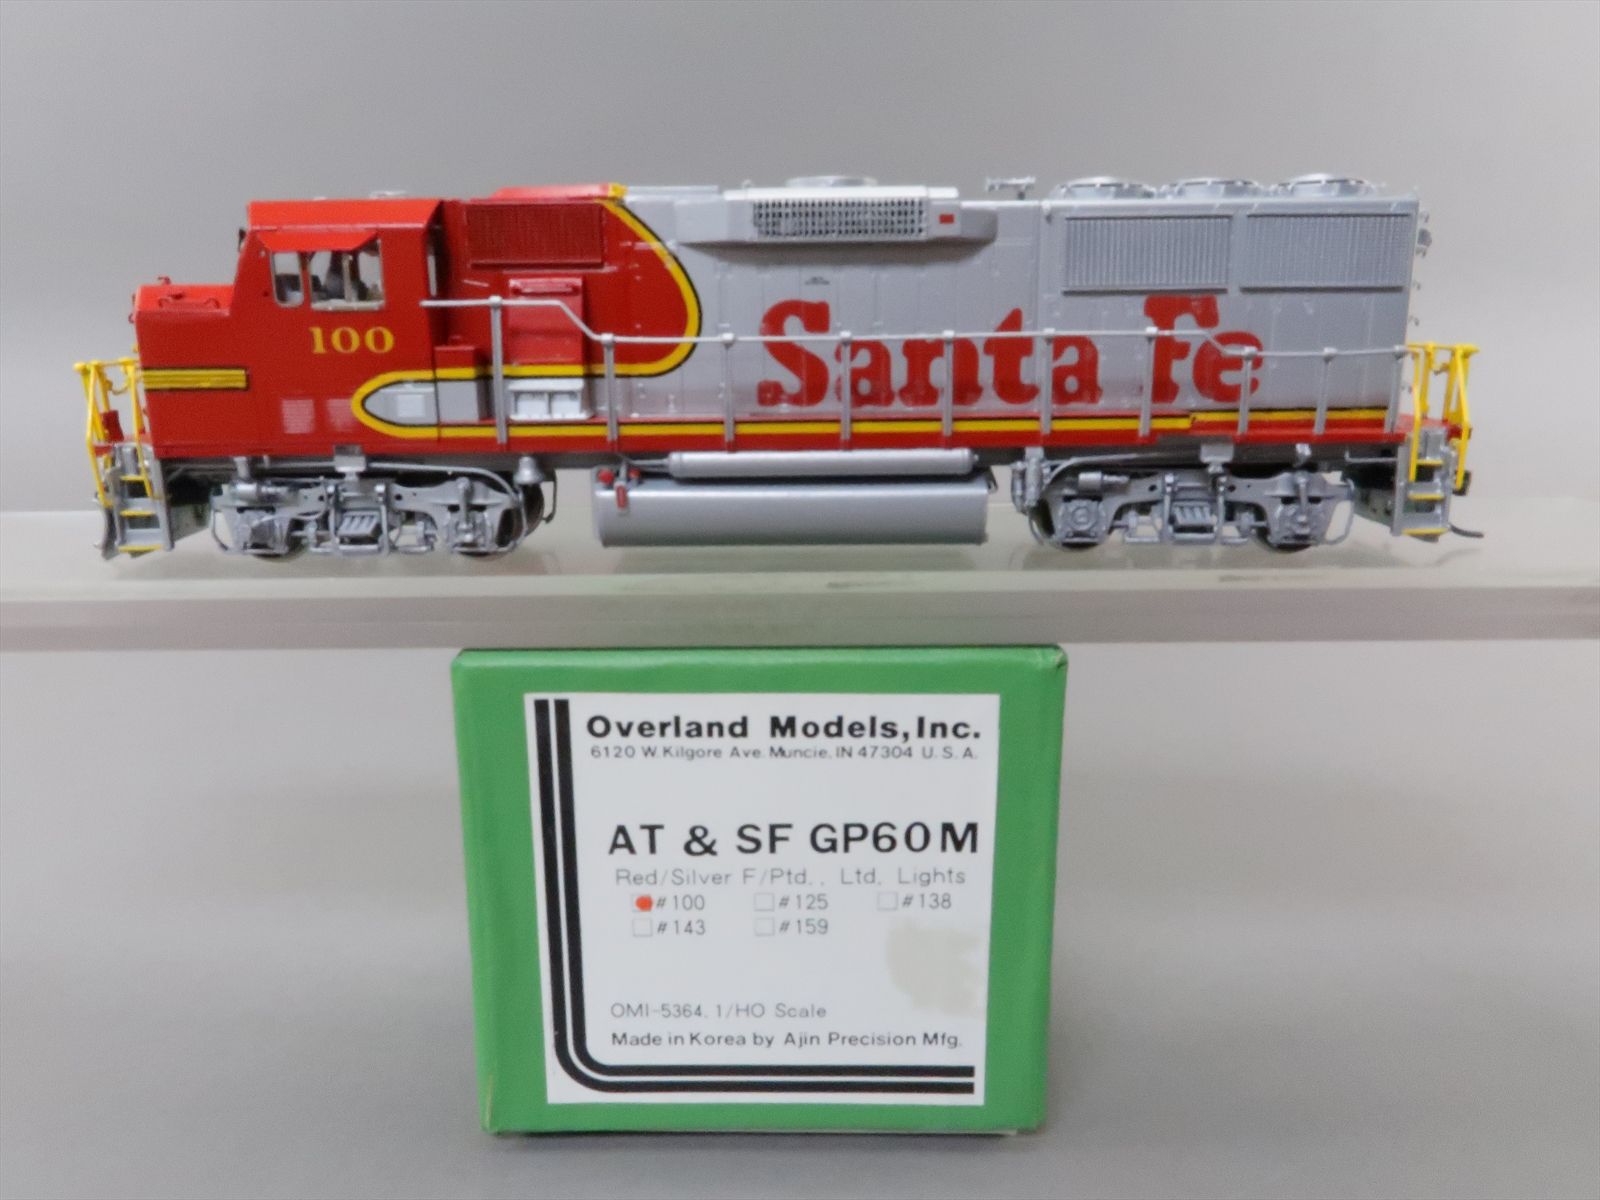 100
Santa Fe
Overland Models, Inc.
6120 W. Kilgore Ave. Muncie, IN 47304 U. S. A.
AT & SF GP60M
Red/Silver F/Ptd., Ltd. Lights
#100 #125 #138
#143 #159
OMI-5364. 1/HO Scale
Made in Korea by Ajin Precision Mfg.